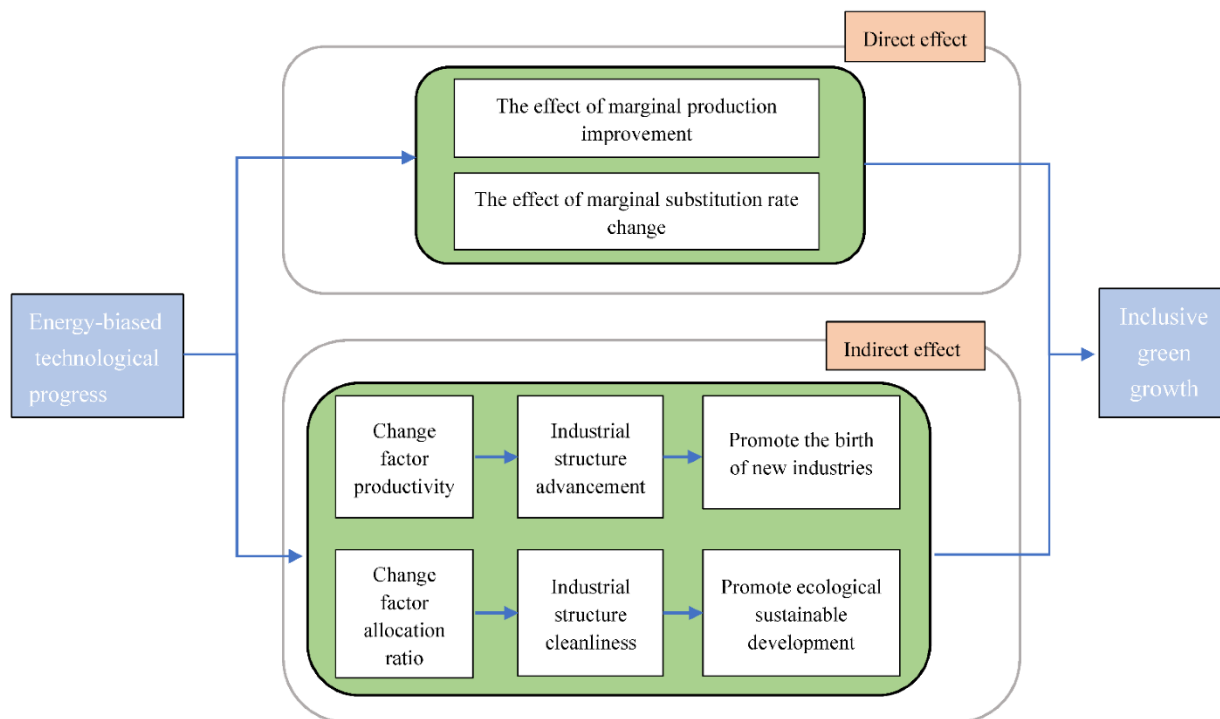 Direct effect
The effect of marginal production
improvement
The effect of marginal substitution rate
change
Energy-biased
technological
progress
Inclusive
green
growth
Indirect effect
Change
factor
productivity
Industrial
structure
advancement
Promote the birth
of new industries
Change
factor
allocation
ratio
Industrial
structure
cleanliness
Promote ecological
sustainable
development